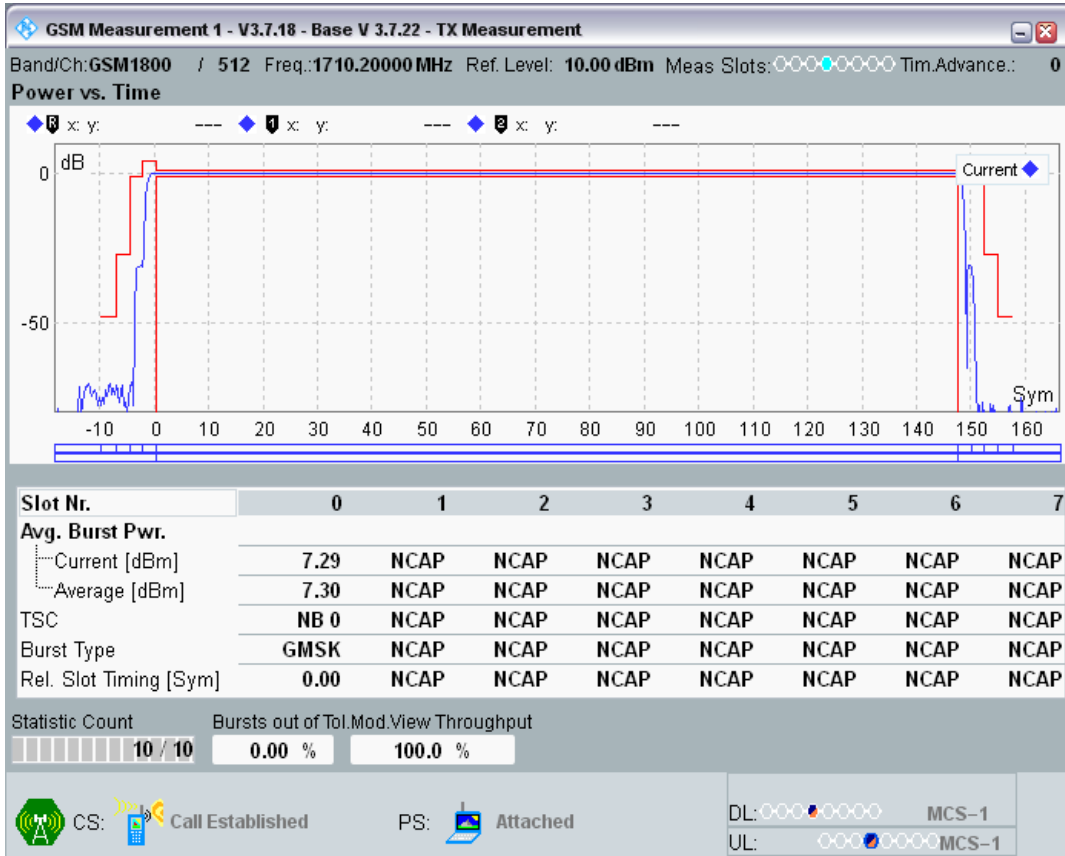 GSM Measurement 1 - V3.7.18 - Base V 3.7.22 - TX Measurement
Band/Ch:GSM1800 / 512 Freq.:1710.20000 MHz Ref. Level: 10.00 dBm Meas Slots: Tim.Advance.: 0
Power vs. Time
R x: y: --- 1 x: y: --- 2 x: y: ---
dB
Current
0
-50
Sym
-10 0 10 20 30 40 50 60 70 80 90 100 110 120 130 140 150 160
Slot Nr. 0 1 2 3 4 5 6 7
Avg. Burst Pwr.
Current [dBm] 7.29 NCAP NCAP NCAP NCAP NCAP NCAP NCAP
Average [dBm] 7.30 NCAP NCAP NCAP NCAP NCAP NCAP NCAP
TSC NB 0 NCAP NCAP NCAP NCAP NCAP NCAP NCAP
Burst Type GMSK NCAP NCAP NCAP NCAP NCAP NCAP NCAP
Rel. Slot Timing [Sym] 0.00 NCAP NCAP NCAP NCAP NCAP NCAP NCAP
Statistic Count Bursts out of Tol.Mod.View Throughput
10 / 10 0.00 % 100.0 %
CS: Call Established PS: Attached
DL: MCS-1
UL: MCS-1